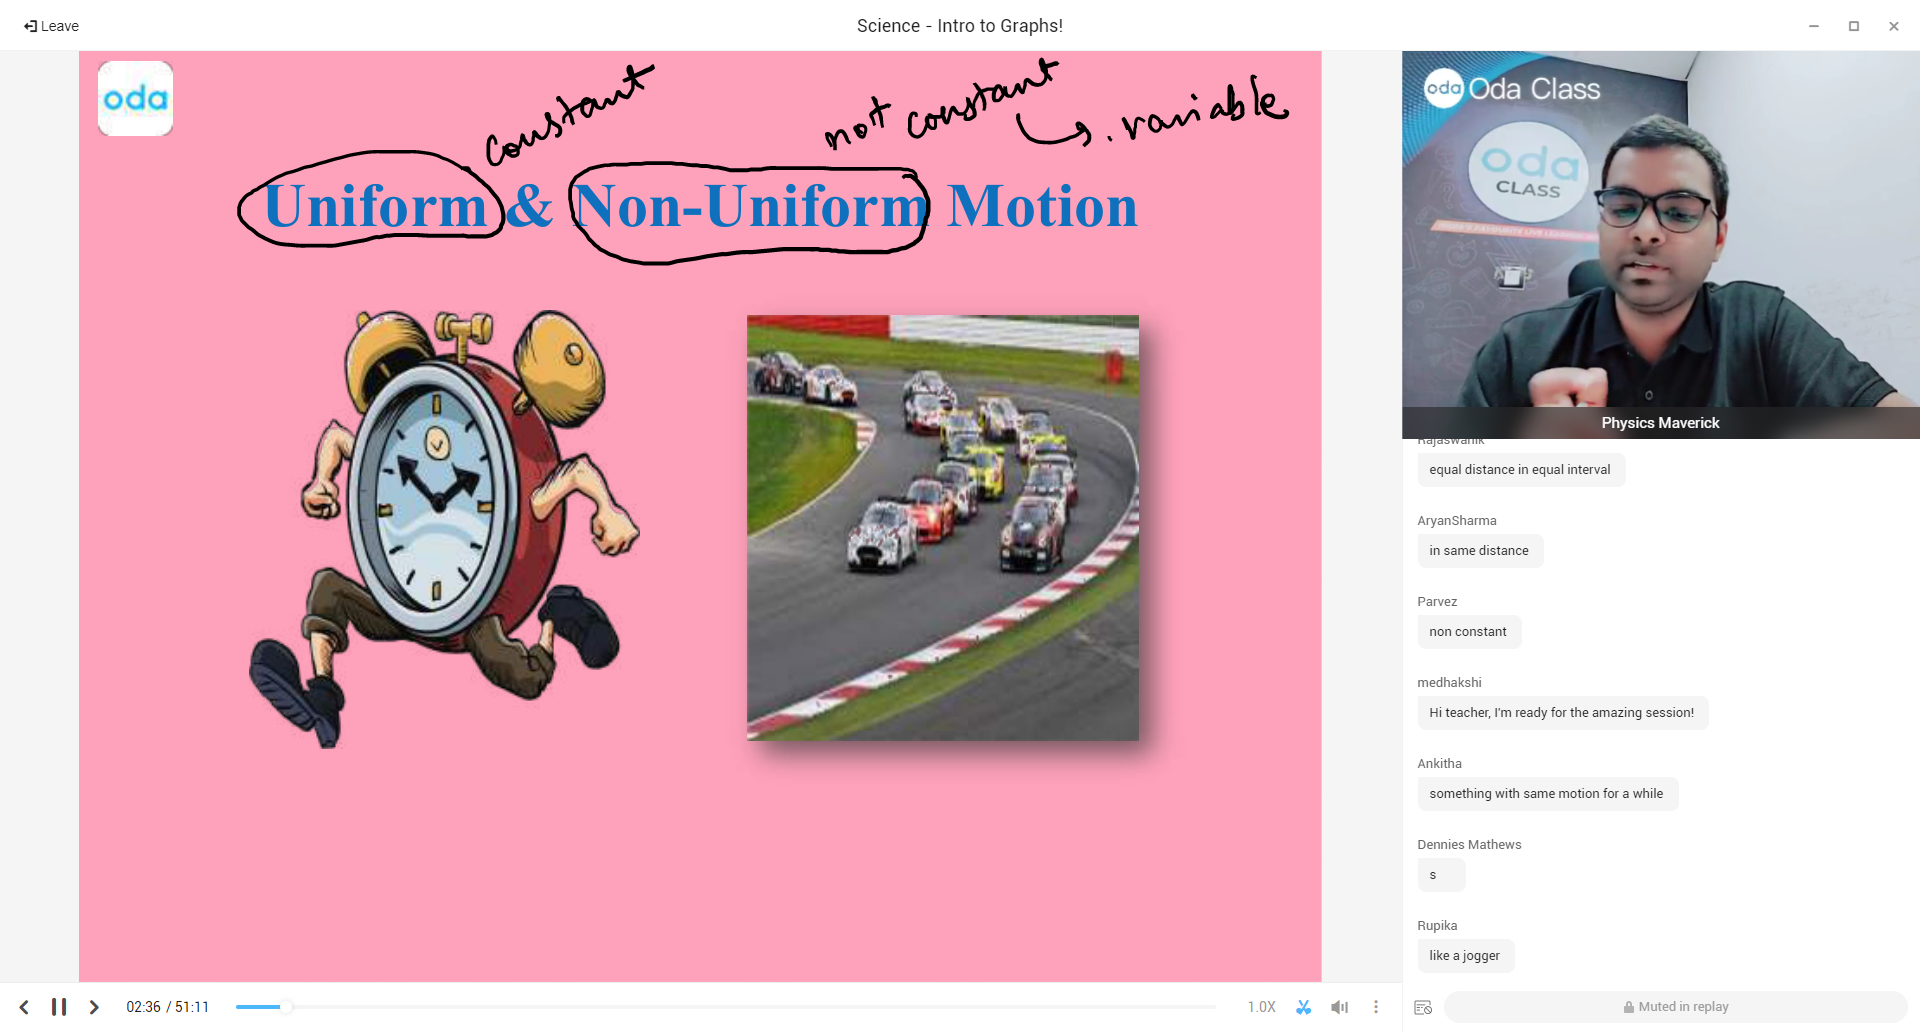 Leave
Science - Intro to Graphs!
oda
constant
not constant
variable
Uniform & Non-Uniform Motion
oda Oda Class
oda
CLASS
Physics Maverick
Rajaswanik
equal distance in equal interval
AryanSharma
in same distance
Parvez
non constant
medhakshi
Hi teacher, I'm ready for the amazing session!
Ankitha
something with same motion for a while
Dennies Mathews
s
Rupika
like a jogger
02:36 / 51:11
1.0X
Muted in replay